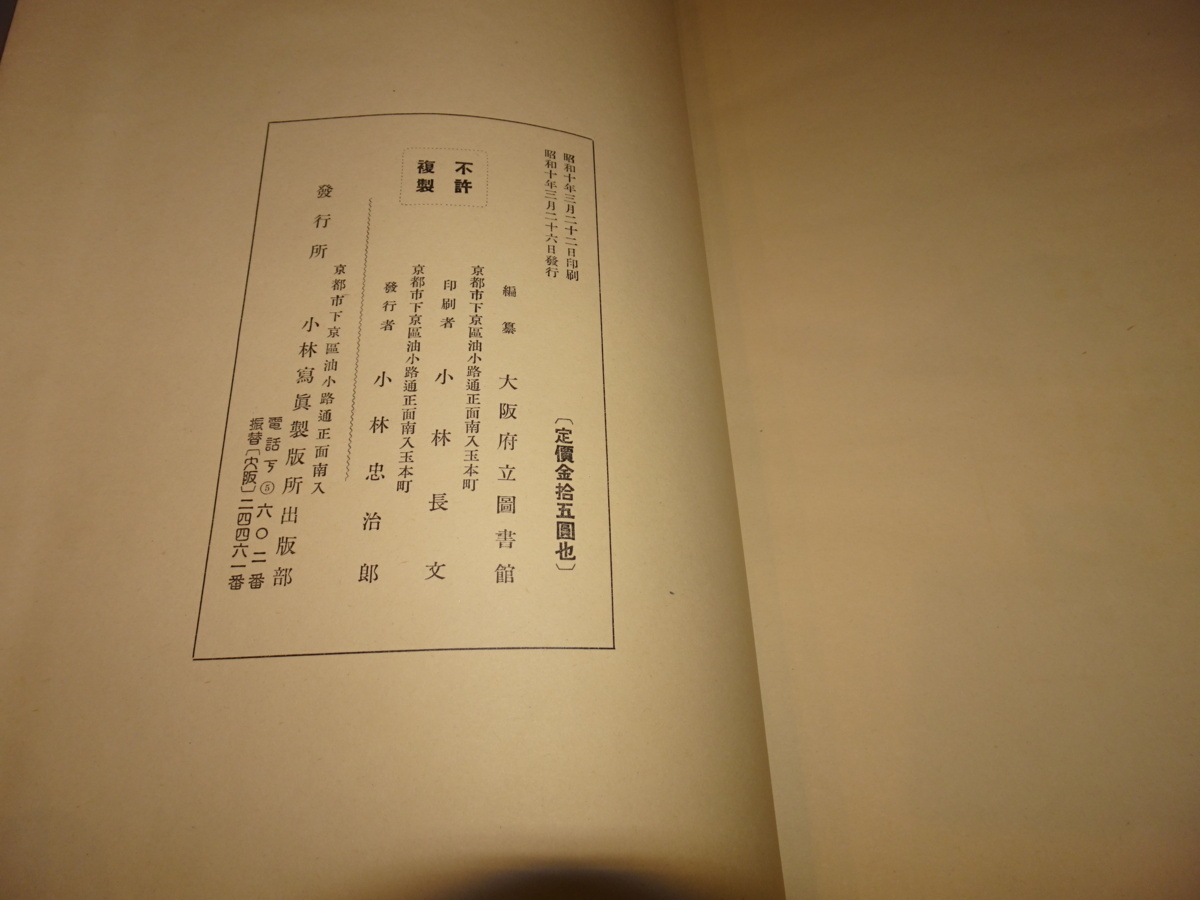 昭和十年三月二十二日印刷
昭和十年三月二十六日發行
〔定價金拾五圓也〕
不許
複製
編纂 大阪府立圖書館
京都市下京區油小路通正面南入玉本町
印刷者 小林長文
京都市下京區油小路通正面南入玉本町
發行者 小林忠治郎
京都市下京區油小路通正面南入
發行所 小林寫眞製版所出版部
電話下⑤六〇二番
振替〔大阪〕二四四六一番